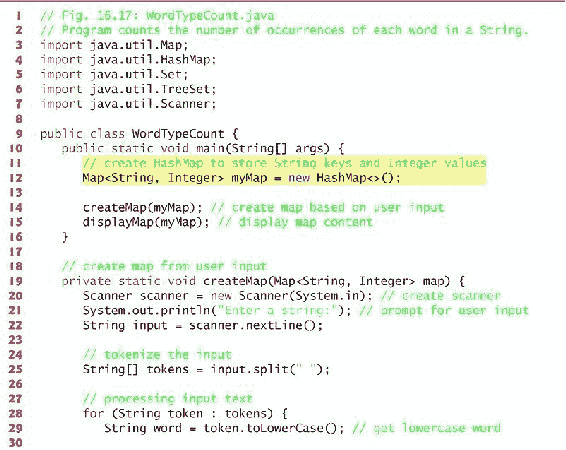 1 // Fig. 16.17: WordTypeCount.java
2 // Program counts the number of occurrences of each word in a String.
3 import java.util.Map;
4 import java.util.HashMap;
5 import java.util.Set;
6 import java.util.TreeSet;
7 import java.util.Scanner;
8
9 public class WordTypeCount {
10 public static void main(String[] args) {
11 // create HashMap to store String keys and Integer values
12 Map<String, Integer> myMap = new HashMap<>();
13
14 createMap(myMap); // create map based on user input
15 displayMap(myMap); // display map content
16 }
17
18 // create map from user input
19 private static void createMap(Map<String, Integer> map) {
20 Scanner scanner = new Scanner(System.in); // create scanner
21 System.out.println("Enter a string:"); // prompt for user input
22 String input = scanner.nextLine();
23
24 // tokenize the input
25 String[] tokens = input.split(" ");
26
27 // processing input text
28 for (String token : tokens) {
29 String word = token.toLowerCase(); // get lowercase word
30